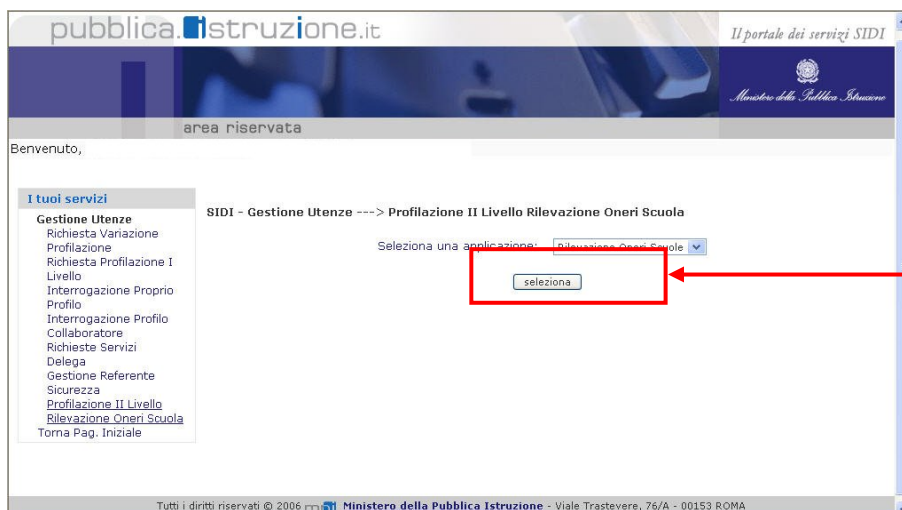 pubblica.istruzione.it
Il portale dei servizi SIDI
Ministero della Pubblica Istruzione
area riservata
Benvenuto,
I tuoi servizi
Gestione Utenze
Richiesta Variazione
Profilazione
Richiesta Profilazione I
Livello
Interrogazione Proprio
Profilo
Interrogazione Profilo
Collaboratore
Richieste Servizi
Delega
Gestione Referente
Sicurezza
Profilazione II Livello
Rilevazione Oneri Scuola
Torna Pag. Iniziale
SIDI - Gestione Utenze ---> Profilazione II Livello Rilevazione Oneri Scuola
Seleziona una applicazione: Rilevazione Oneri Scuole
seleziona
Tutti i diritti riservati © 2006 Ministero della Pubblica Istruzione - Viale Trastevere, 76/A - 00153 ROMA